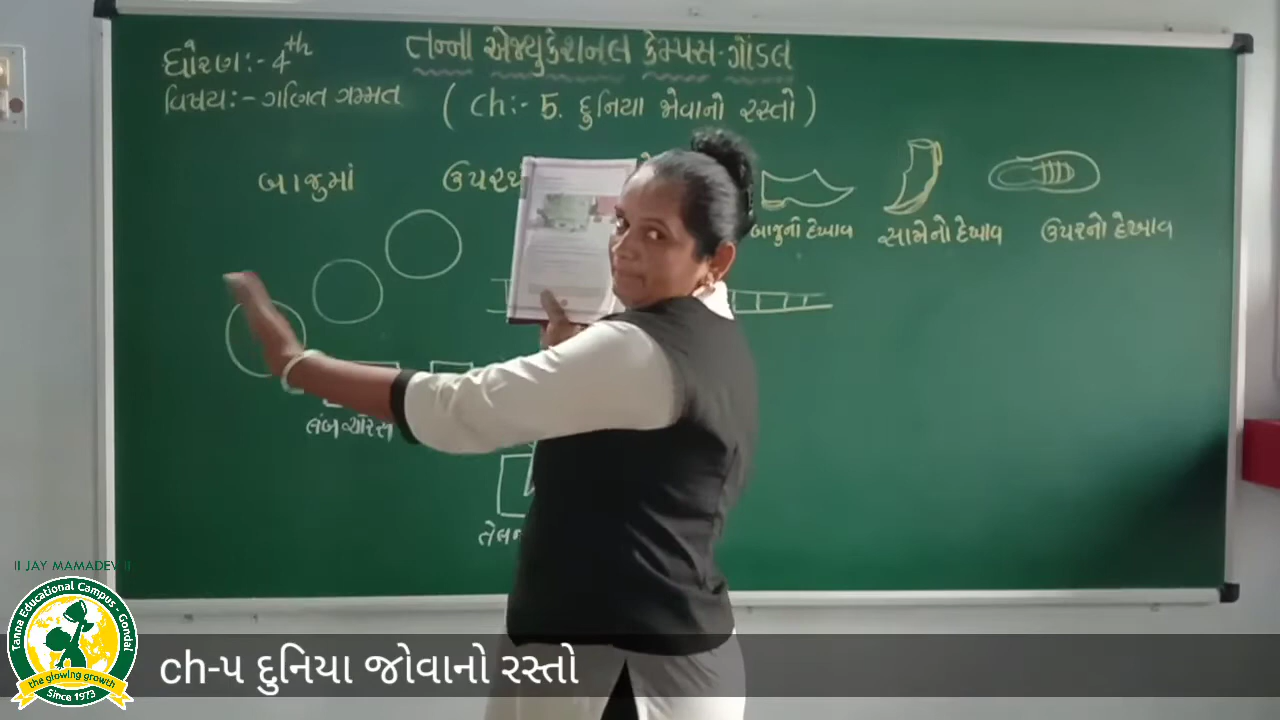 ધોરણ:- 4th
વિષય:- ગણિત ગમ્મત
તન્ના એજ્યુકેશનલ કેમ્પસ-ગોંડલ
( ch:- 5. દુનિયા જોવાનો રસ્તો )
બાજુમાં
બાજુનો દેખાવ
સામેનો દેખાવ
ઉપરનો દેખાવ
લંબચોરસ
II JAY MAMADEV II
Tanna Educational Campus - Gondal
the glowing growth
Since 1973
ch-૫ દુનિયા જોવાનો રસ્તો